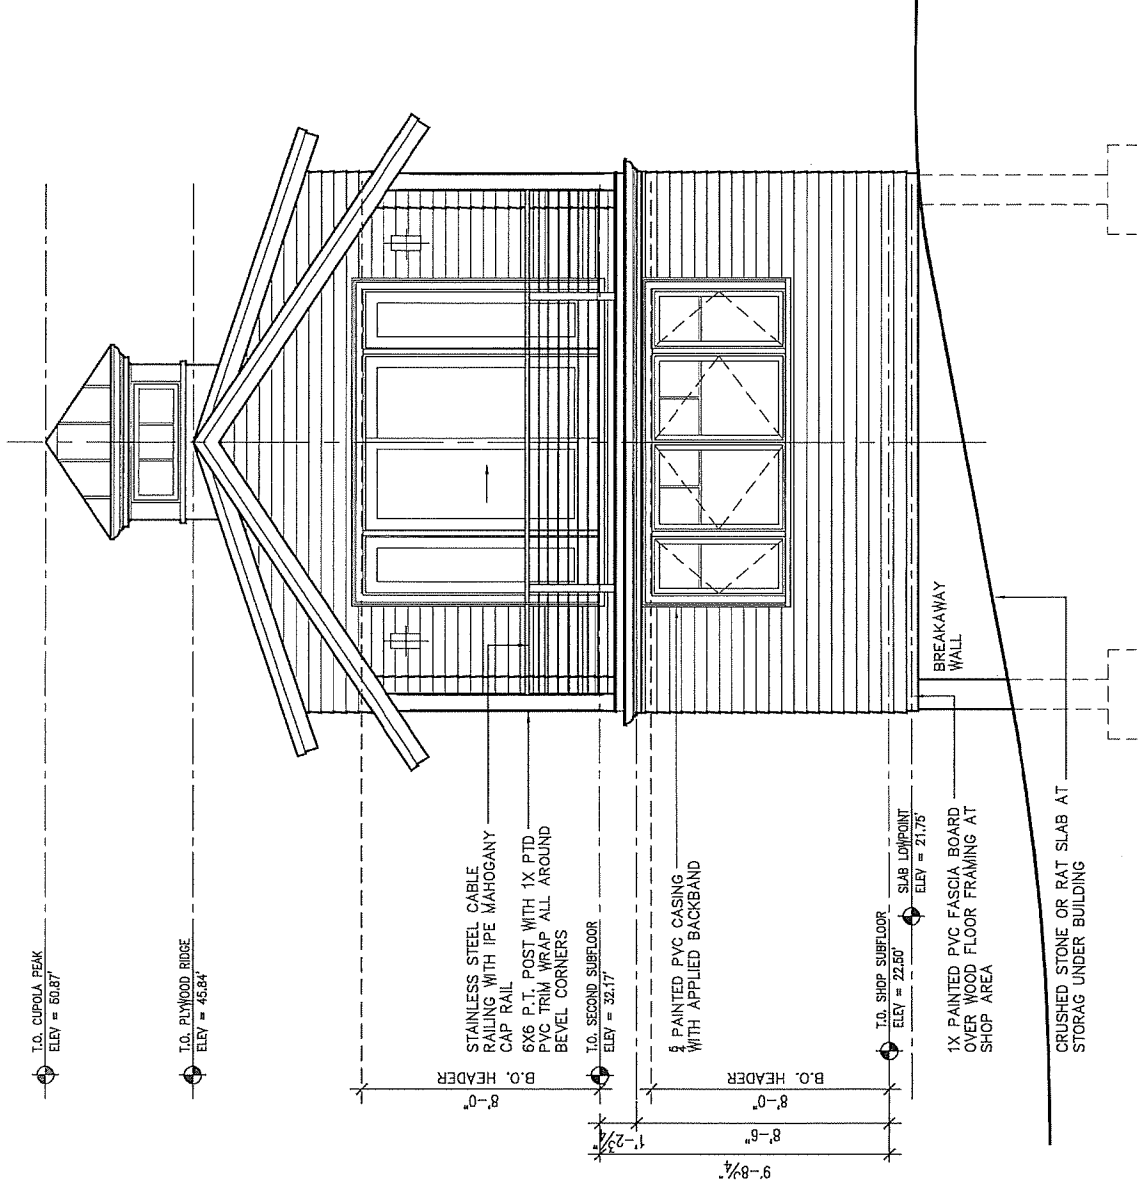 T.O. CUPOLA PEAK
ELEV = 50.87'
T.O. PLYWOOD RIDGE
ELEV = 45.84'
STAINLESS STEEL CABLE
RAILING WITH IPE MAHOGANY
CAP RAIL
6X6 P.T. POST WITH 1X PTD
PVC TRIM WRAP ALL AROUND
BEVEL CORNERS
T.O. SECOND SUBFLOOR
ELEV = 32.17'
5/4 PAINTED PVC CASING
WITH APPLIED BACKBAND
T.O. SHOP SUBFLOOR
ELEV = 22.50'
SLAB LOWPOINT
ELEV = 21.75'
BREAKAWAY
WALL
1X PAINTED PVC FASCIA BOARD
OVER WOOD FLOOR FRAMING AT
SHOP AREA
CRUSHED STONE OR RAT SLAB AT
STORAG UNDER BUILDING
B.O. HEADER
8'-0"
B.O. HEADER
8'-0"
1'-2 3/4"
8'-6"
9'-8 3/4"